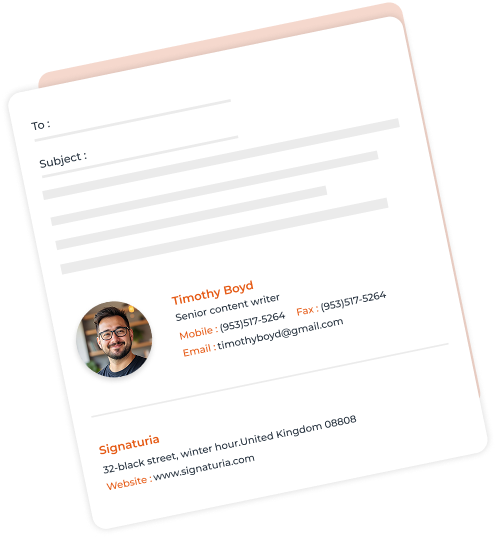 To :
Subject :
Timothy Boyd
Senior content writer
Mobile : (953)517-5264 Fax : (953)517-5264
Email : timothyboyd@gmail.com
Signaturia
32-black street, winter hour.United Kingdom 08808
Website : www.signaturia.com